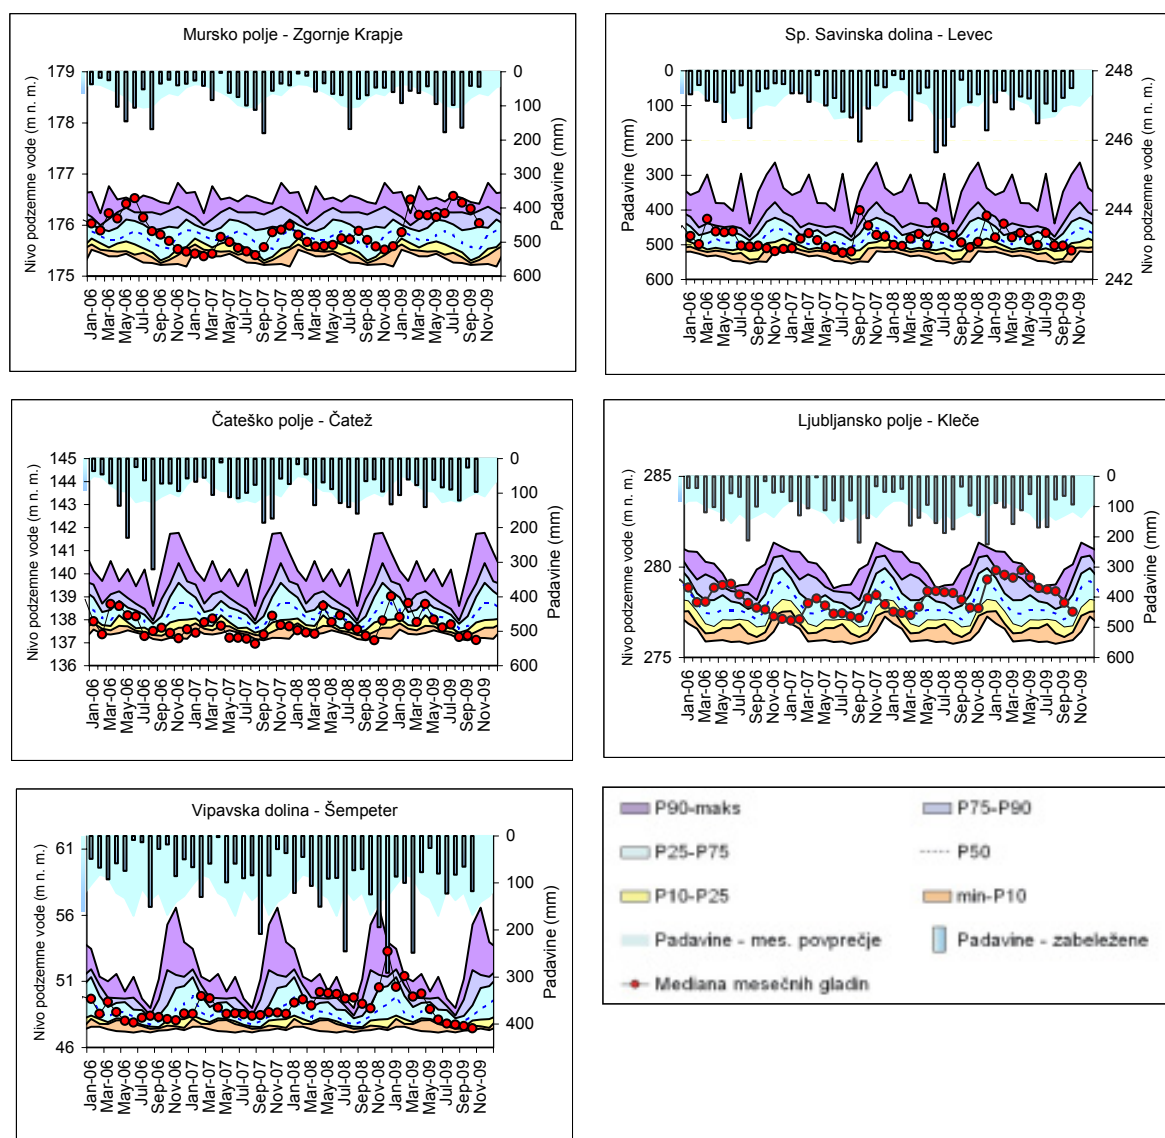 Mursko polje - Zgornje Krapje
Nivo podzemne vode (m n. m.)
179
178
177
176
175
0
100
200
300
400
500
600
Padavine (mm)
Jan-06
Mar-06
May-06
Jul-06
Sep-06
Nov-06
Jan-07
Mar-07
May-07
Jul-07
Sep-07
Nov-07
Jan-08
Mar-08
May-08
Jul-08
Sep-08
Nov-08
Jan-09
Mar-09
May-09
Jul-09
Sep-09
Nov-09
Sp. Savinska dolina - Levec
Padavine (mm)
0
100
200
300
400
500
600
248
246
244
242
Nivo podzemne vode (m n. m.)
Jan-06
Mar-06
May-06
Jul-06
Sep-06
Nov-06
Jan-07
Mar-07
May-07
Jul-07
Sep-07
Nov-07
Jan-08
Mar-08
May-08
Jul-08
Sep-08
Nov-08
Jan-09
Mar-09
May-09
Jul-09
Sep-09
Nov-09
Čateško polje - Čatež
Nivo podzemne vode (m n. m.)
145
144
143
142
141
140
139
138
137
136
0
100
200
300
400
500
600
Padavine (mm)
Jan-06
Mar-06
May-06
Jul-06
Sep-06
Nov-06
Jan-07
Mar-07
May-07
Jul-07
Sep-07
Nov-07
Jan-08
Mar-08
May-08
Jul-08
Sep-08
Nov-08
Jan-09
Mar-09
May-09
Jul-09
Sep-09
Nov-09
Ljubljansko polje - Kleče
Nivo podzemne vode (m n. m.)
285
280
275
0
100
200
300
400
500
600
Padavine (mm)
Jan-06
Mar-06
May-06
Jul-06
Sep-06
Nov-06
Jan-07
Mar-07
May-07
Jul-07
Sep-07
Nov-07
Jan-08
Mar-08
May-08
Jul-08
Sep-08
Nov-08
Jan-09
Mar-09
May-09
Jul-09
Sep-09
Nov-09
Vipavska dolina - Šempeter
Nivo podzemne vode (m n. m.)
61
56
51
46
0
100
200
300
400
Padavine (mm)
Jan-06
Mar-06
May-06
Jul-06
Sep-06
Nov-06
Jan-07
Mar-07
May-07
Jul-07
Sep-07
Nov-07
Jan-08
Mar-08
May-08
Jul-08
Sep-08
Nov-08
Jan-09
Mar-09
May-09
Jul-09
Sep-09
Nov-09
P90-maks
P75-P90
P25-P75
P50
P10-P25
min-P10
Padavine - mes. povprečje
Padavine - zabeležene
Mediana mesečnih gladin